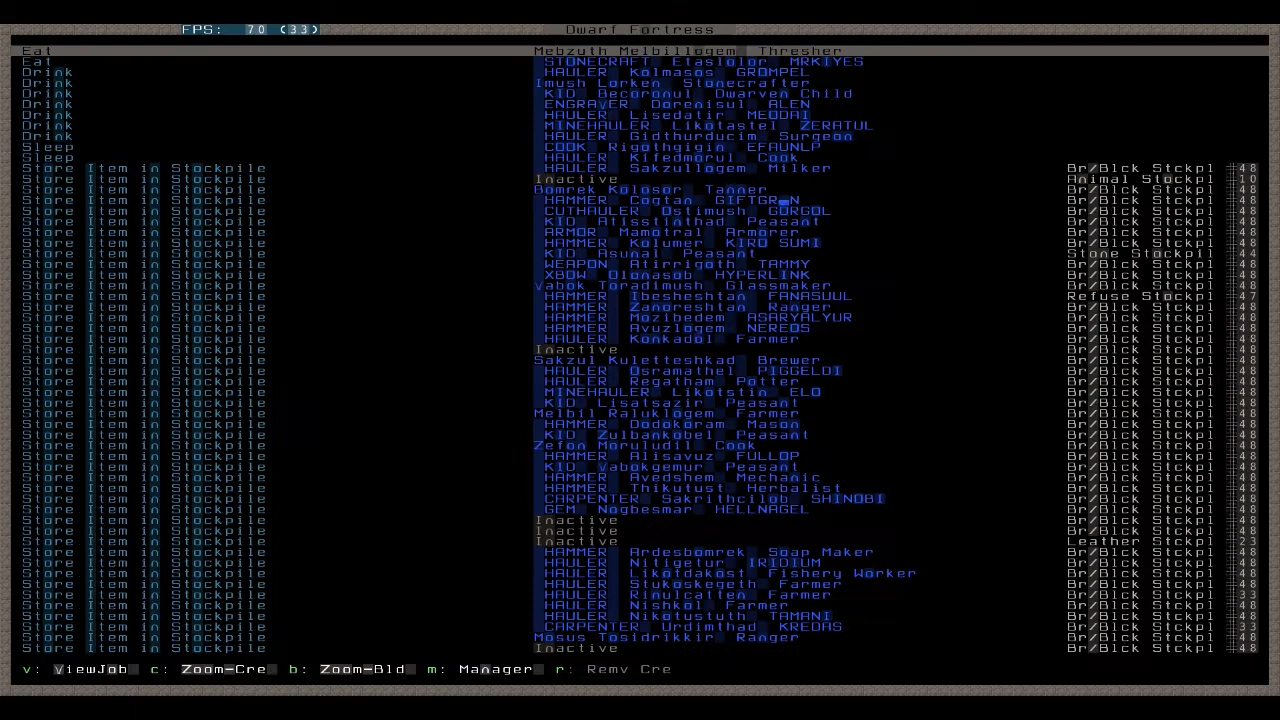 FPS: 70 (33) Dwarf Fortress
Eat Mebzuth Melbillogem Thresher
Eat STONECRAFT Etaslolor MRKIYES
Drink HAULER Kolmasos GROMPEL
Drink Imush Lorken Stonecrafter
Drink KID Becoronul Dwarven Child
Drink ENGRAVER Dorenisul ALEN
Drink HAULER Lisedatir MEODAI
Drink MINEHAULER Likotastel ZERATUL
Drink HAULER Gidthurducim Surgeon
Sleep COOK Rigothgigin EFAUNLP
Sleep HAULER Klfedmorul Cook
Store Item in Stockpile HAULER Sakzullogem Milker Br/Blck Stckpl 48
Store Item in Stockpile Inactive Animal Stockpl 10
Store Item in Stockpile Bomrek Kolosor Tanner Br/Blck Stckpl 48
Store Item in Stockpile HAMMER Cogtan Br/Blck Stckpl 48
Store Item in Stockpile CUTHAULER Ostimush GORGOL Br/Blck Stckpl 48
Store Item in Stockpile KID Atisstinthad Peasant Br/Blck Stckpl 48
Store Item in Stockpile ARMOR Mamotral Armorer Br/Blck Stckpl 48
Store Item in Stockpile HAMMER Kolumer KIRO SUMI Br/Blck Stckpl 48
Store Item in Stockpile KID Asunal Peasant Stone Stockpil 44
Store Item in Stockpile WEAPON Atirrigoth TAMMY Br/Blck Stckpl 48
Store Item in Stockpile XBOW Olonasob HYPERLINK Br/Blck Stckpl 48
Store Item in Stockpile Vabok Toradimush Glassmaker Br/Blck Stckpl 48
Store Item in Stockpile HAMMER Ibesheshtan FANASUUL Refuse Stockpl 47
Store Item in Stockpile HAMMER Zanoreshtan Ranger Br/Blck Stckpl 48
Store Item in Stockpile HAMMER Mozibedem ASARYALYUR Br/Blck Stckpl 48
Store Item in Stockpile HAMMER Avuzlogem NEREOS Br/Blck Stckpl 48
Store Item in Stockpile HAULER Konkadol Farmer Br/Blck Stckpl 48
Store Item in Stockpile Inactive Br/Blck Stckpl 48
Store Item in Stockpile Sakzul Kuletteshkad Brewer Br/Blck Stckpl 48
Store Item in Stockpile HAULER Osramathel PIGGELDI Br/Blck Stckpl 48
Store Item in Stockpile HAULER Regatham Potter Br/Blck Stckpl 48
Store Item in Stockpile MINEHAULER Likotstin ELO Br/Blck Stckpl 48
Store Item in Stockpile KID Lisatsazir Peasant Br/Blck Stckpl 48
Store Item in Stockpile Melbil Raluklogem Farmer Br/Blck Stckpl 48
Store Item in Stockpile HAMMER Dodokoram Mason Br/Blck Stckpl 48
Store Item in Stockpile KID Zulbankobel Peasant Br/Blck Stckpl 48
Store Item in Stockpile Zefon Moruludil Cook Br/Blck Stckpl 48
Store Item in Stockpile HAMMER Alisavuz FULLOP Br/Blck Stckpl 48
Store Item in Stockpile KID Vabokgemur Peasant Br/Blck Stckpl 48
Store Item in Stockpile HAMMER Avedshem Mechanic Br/Blck Stckpl 48
Store Item in Stockpile HAMMER Thikutust Herbalist Br/Blck Stckpl 48
Store Item in Stockpile CARPENTER Sakrithcilob SHINOBI Br/Blck Stckpl 48
Store Item in Stockpile GEM Nogbesmar HELLNAGEL Br/Blck Stckpl 48
Store Item in Stockpile Inactive Br/Blck Stckpl 48
Store Item in Stockpile Inactive Br/Blck Stckpl 48
Store Item in Stockpile Inactive Leather Stckpl 23
Store Item in Stockpile HAMMER Ardesbomrek Soap Maker Br/Blck Stckpl 48
Store Item in Stockpile HAULER Nitigetur IRIDIUM Br/Blck Stckpl 48
Store Item in Stockpile HAULER Likotdakost Fishery Worker Br/Blck Stckpl 48
Store Item in Stockpile HAULER Stukoskegeth Farmer Br/Blck Stckpl 48
Store Item in Stockpile HAULER Rinulcatten Farmer Br/Blck Stckpl 33
Store Item in Stockpile HAULER Nishkol Farmer Br/Blck Stckpl 48
Store Item in Stockpile HAULER Nikotustuth TAMANI Br/Blck Stckpl 48
Store Item in Stockpile CARPENTER Urdimthad KREDAS Br/Blck Stckpl 33
Store Item in Stockpile Mosus Tosidrikkir Ranger Br/Blck Stckpl 48
Store Item in Stockpile Inactive Br/Blck Stckpl 48
v: ViewJob c: Zoom-Cre b: Zoom-Bld m: Manager r: Remv Cre